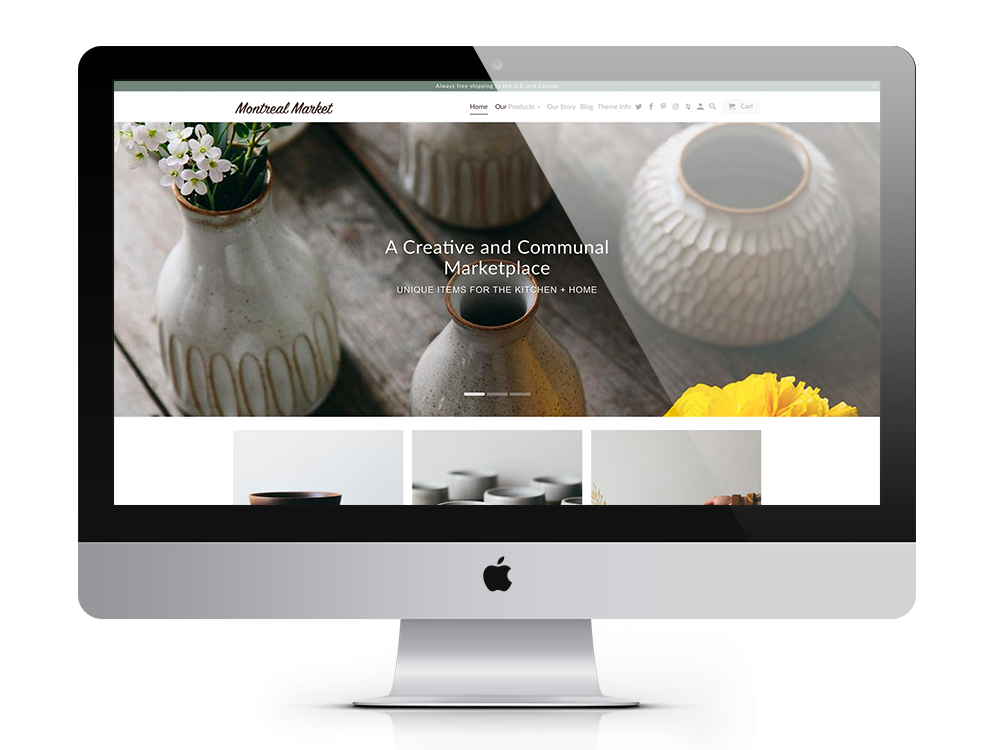 Always free shipping to the U.S. and Canada
Montreal Market
Home Our Products Our Story Blog Theme Info Cart
A Creative and Communal
Marketplace
UNIQUE ITEMS FOR THE KITCHEN + HOME